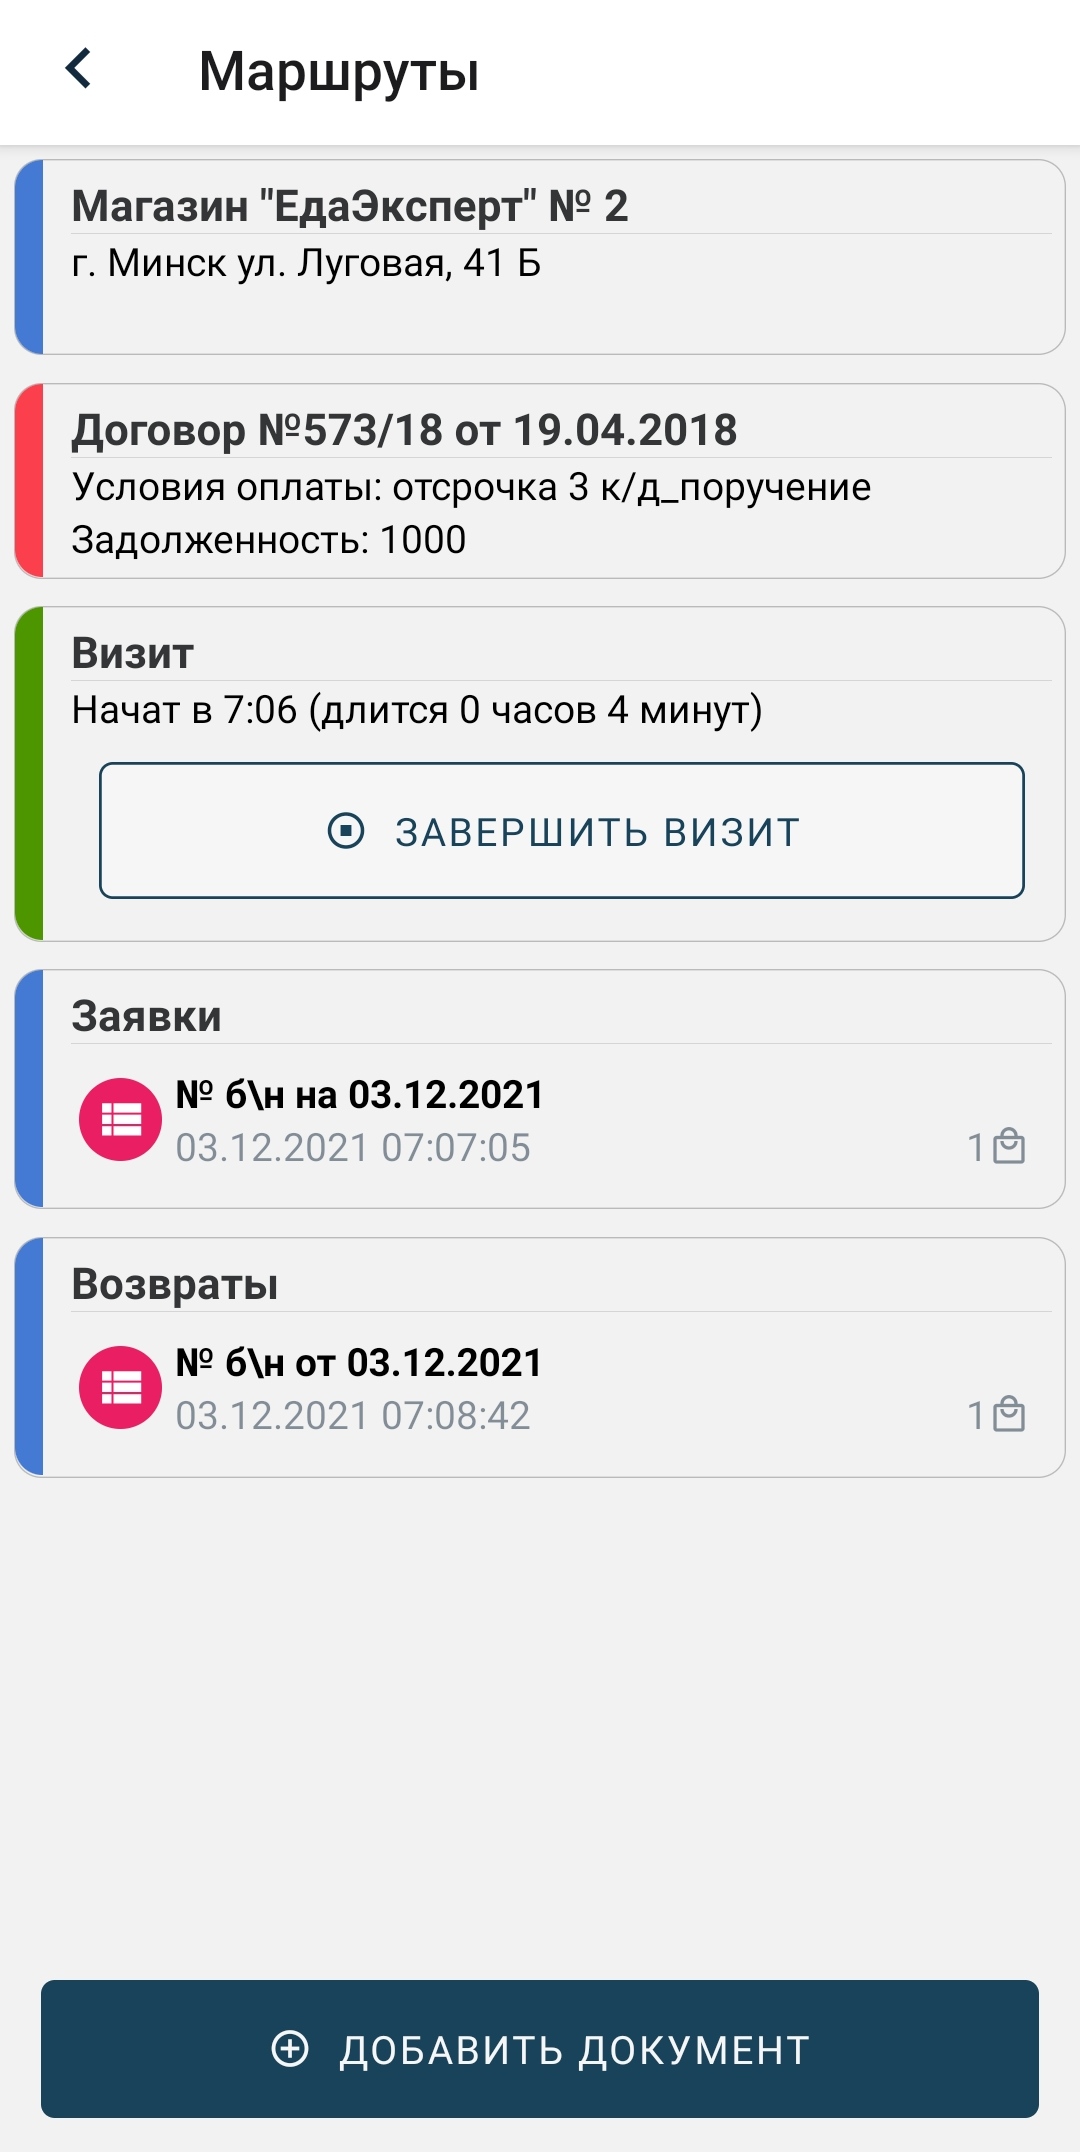 Маршруты
Магазин "ЕдаЭксперт" № 2
г. Минск ул. Луговая, 41 Б
Договор №573/18 от 19.04.2018
Условия оплаты: отсрочка 3 к/д_поручение
Задолженность: 1000
Визит
Начат в 7:06 (длится 0 часов 4 минут)
ЗАВЕРШИТЬ ВИЗИТ
Заявки
№ б\н на 03.12.2021
03.12.2021 07:07:05
1
Возвраты
№ б\н от 03.12.2021
03.12.2021 07:08:42
1
ДОБАВИТЬ ДОКУМЕНТ